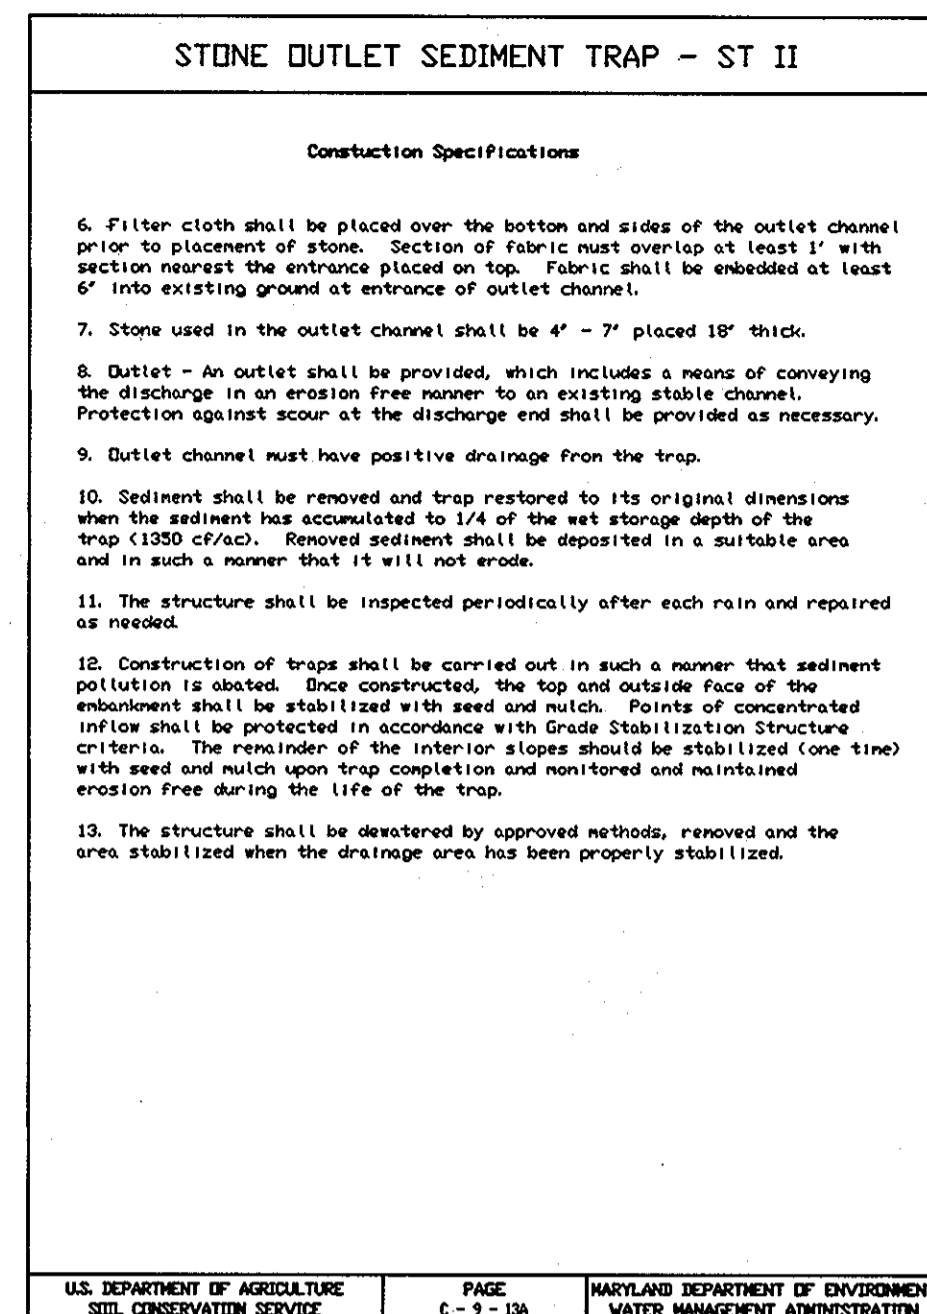 STONE OUTLET SEDIMENT TRAP - ST II
Constuction Specifications
6. Filter cloth shall be placed over the bottom and sides of the outlet channel
prior to placement of stone. Section of fabric must overlap at least 1' with
section nearest the entrance placed on top. Fabric shall be embedded at least
6" into existing ground at entrance of outlet channel.
7. Stone used in the outlet channel shall be 4" - 7" placed 18" thick.
8. Outlet - An outlet shall be provided, which includes a means of conveying
the discharge in an erosion free manner to an existing stable channel.
Protection against scour at the discharge end shall be provided as necessary.
9. Outlet channel must have positive drainage from the trap.
10. Sediment shall be removed and trap restored to its original dimensions
when the sediment has accumulated to 1/4 of the wet storage depth of the
trap (1350 cf/ac). Removed sediment shall be deposited in a suitable area
and in such a manner that it will not erode.
11. The structure shall be inspected periodically after each rain and repaired
as needed.
12. Construction of traps shall be carried out in such a manner that sediment
pollution is abated. Once constructed, the top and outside face of the
embankment shall be stabilized with seed and mulch. Points of concentrated
inflow shall be protected in accordance with Grade Stabilization Structure
criteria. The remainder of the interior slopes should be stabilized (one time)
with seed and mulch upon trap completion and monitored and maintained
erosion free during the life of the trap.
13. The structure shall be dewatered by approved methods, removed and the
area stabilized when the drainage area has been properly stabilized.
U.S. DEPARTMENT OF AGRICULTURE
SOIL CONSERVATION SERVICE
PAGE
C - 9 - 13A
MARYLAND DEPARTMENT OF ENVIRONMEN
WATER MANAGEMENT ADMINISTRATION